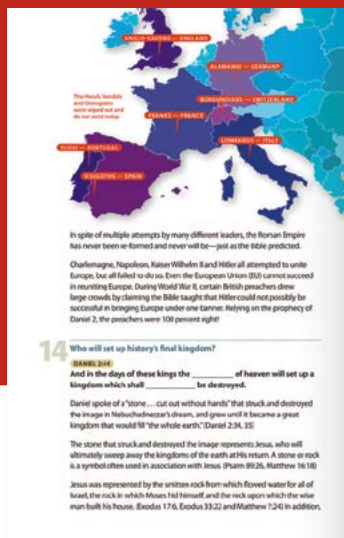 ANGLO-SAXONS — ENGLAND
ALAMANNI — GERMANY
The Heruli, Vandals
and Ostrogoths
were wiped out and
do not exist today
BURGUNDIANS — SWITZERLAND
FRANKS — FRANCE
LOMBARDS — ITALY
SUEVI — PORTUGAL
VISIGOTHS — SPAIN
In spite of multiple attempts by many different leaders, the Roman Empire
has never been re-formed and never will be—just as the Bible predicted.
Charlemagne, Napoleon, Kaiser Wilhelm II and Hitler all attempted to unite
Europe, but all failed to do so. Even the European Union (EU) cannot succeed
in reuniting Europe. During World War II, certain British preachers drew
large crowds by claiming the Bible taught that Hitler could not possibly be
successful in bringing Europe under one banner. Relying on the prophecy of
Daniel 2, the preachers were 100 percent right!
14 Who will set up history's final kingdom?
DANIEL 2:44
And in the days of these kings the ________ of heaven will set up a
kingdom which shall ________ be destroyed.
Daniel spoke of a "stone ... cut out without hands" that struck and destroyed
the image in Nebuchadnezzar's dream, and grew until it became a great
kingdom that would fill "the whole earth." (Daniel 2:34, 35)
The stone that struck and destroyed the image represents Jesus, who will
ultimately sweep away the kingdoms of the earth at His return. A stone or rock
is a symbol often used in association with Jesus. (Psalm 89:26, Matthew 16:18)
Jesus was represented by the smitten rock from which flowed water for all of
Israel, the rock in which Moses hid himself, and the rock upon which the wise
man built his house. (Exodus 17:6, Exodus 33:22 and Matthew 7:24) In addition,